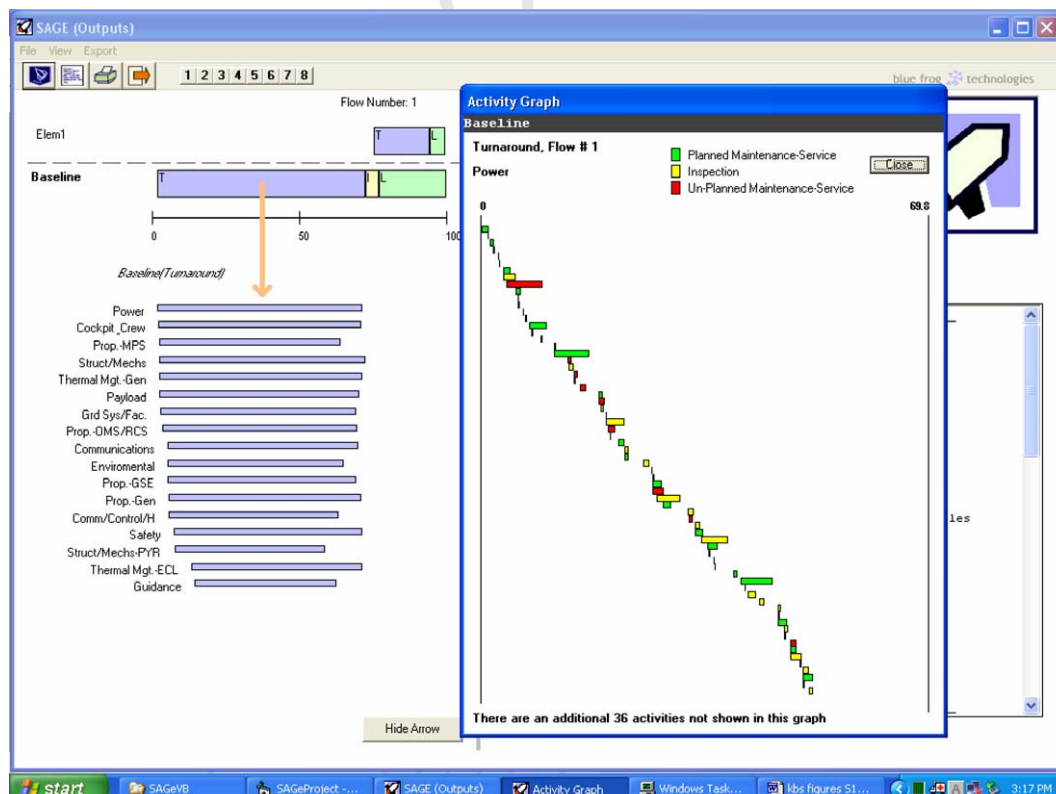 SAGE (Outputs)
File View Export
1 2 3 4 5 6 7 8
blue frog technologies
Flow Number: 1
Elem1
T
L
Baseline
T
I
L
0
50
100
Baseline(Turnaround)
Power
Cockpit_Crew
Prop.-MPS
Struct/Mechs
Thermal Mgt.-Gen
Payload
Grd Sys/Fac.
Prop.-OMS/RCS
Communications
Enviromental
Prop.-GSE
Prop.-Gen
Comm/Control/H
Safety
Struct/Mechs-PYR
Thermal Mgt.-ECL
Guidance
Hide Arrow
Activity Graph
Baseline
Turnaround, Flow # 1
Power
Planned Maintenance-Service
Inspection
Un-Planned Maintenance-Service
Close
0
69.8
There are an additional 36 activities not shown in this graph
les
start
SAGeVB
SAGeProject -...
SAGE (Outputs)
Activity Graph
Windows Task...
kbs figures S1...
3:17 PM